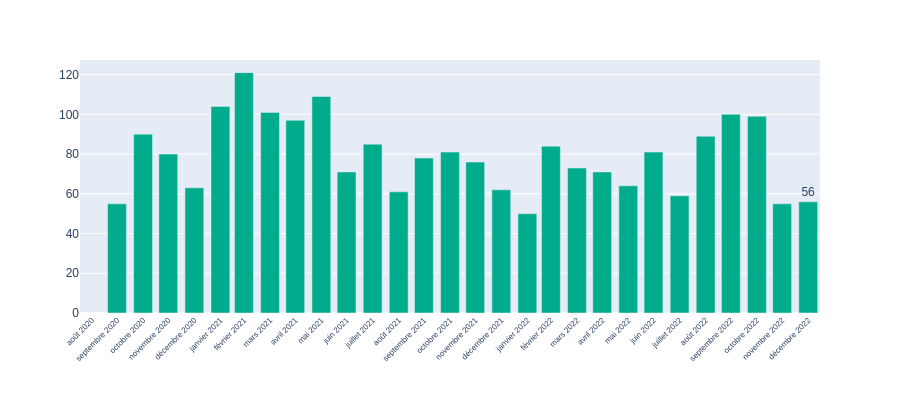 120
100
80
60
40
20
0
56
août 2020
septembre 2020
octobre 2020
novembre 2020
décembre 2020
janvier 2021
février 2021
mars 2021
avril 2021
mai 2021
juin 2021
juillet 2021
août 2021
septembre 2021
octobre 2021
novembre 2021
décembre 2021
janvier 2022
février 2022
mars 2022
avril 2022
mai 2022
juin 2022
juillet 2022
août 2022
septembre 2022
octobre 2022
novembre 2022
décembre 2022